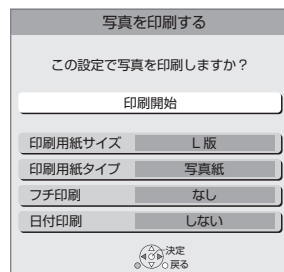 写真を印刷する
この設定で写真を印刷しますか？
印刷開始
印刷用紙サイズ L版
印刷用紙タイプ 写真紙
フチ印刷 なし
日付印刷 しない
決定
戻る